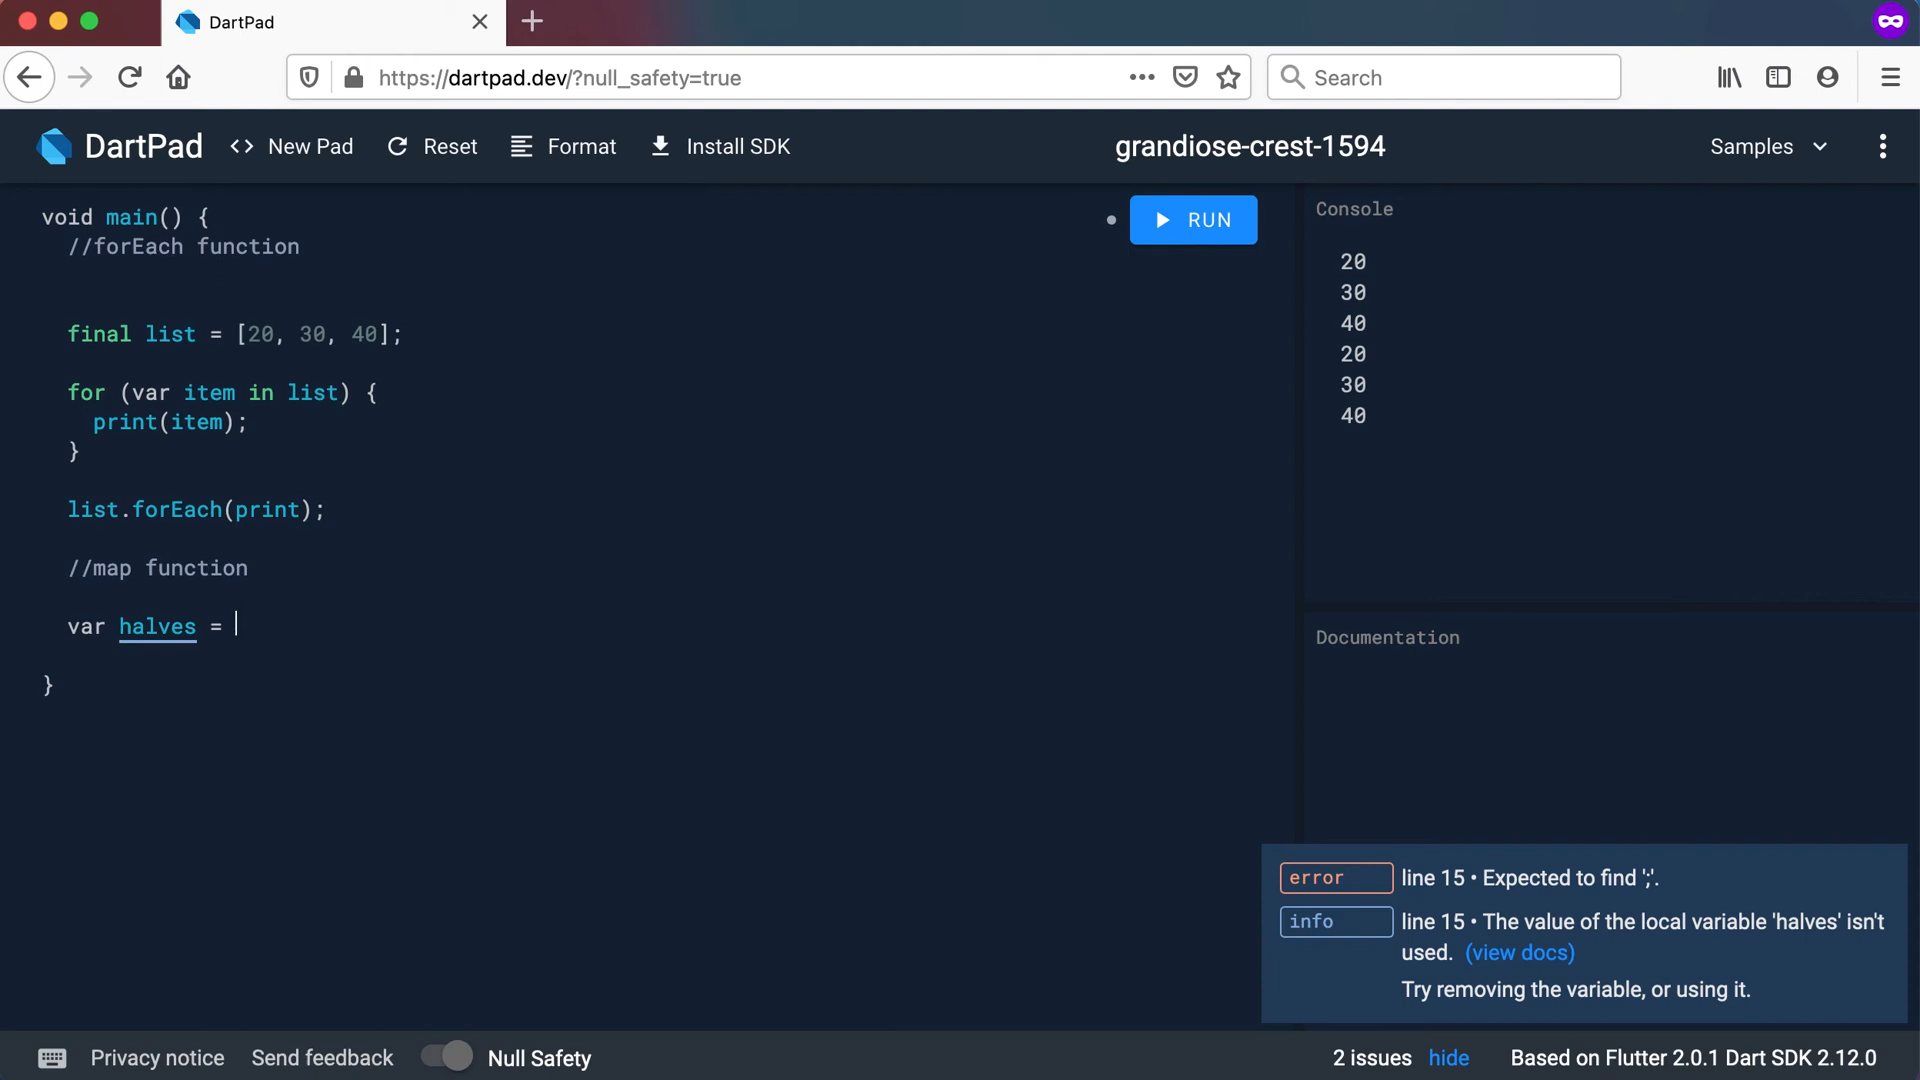 DartPad
https://dartpad.dev/?null_safety=true
Search
DartPad
New Pad
Reset
Format
Install SDK
grandiose-crest-1594
Samples
void main() {
//forEach function
final list = [20, 30, 40];
for (var item in list) {
print(item);
}
list.forEach(print);
//map function
var halves =
}
RUN
Console
20
30
40
20
30
40
Documentation
error line 15 • Expected to find ';'.
info line 15 • The value of the local variable 'halves' isn't
used. (view docs)
Try removing the variable, or using it.
Privacy notice
Send feedback
Null Safety
2 issues hide
Based on Flutter 2.0.1 Dart SDK 2.12.0